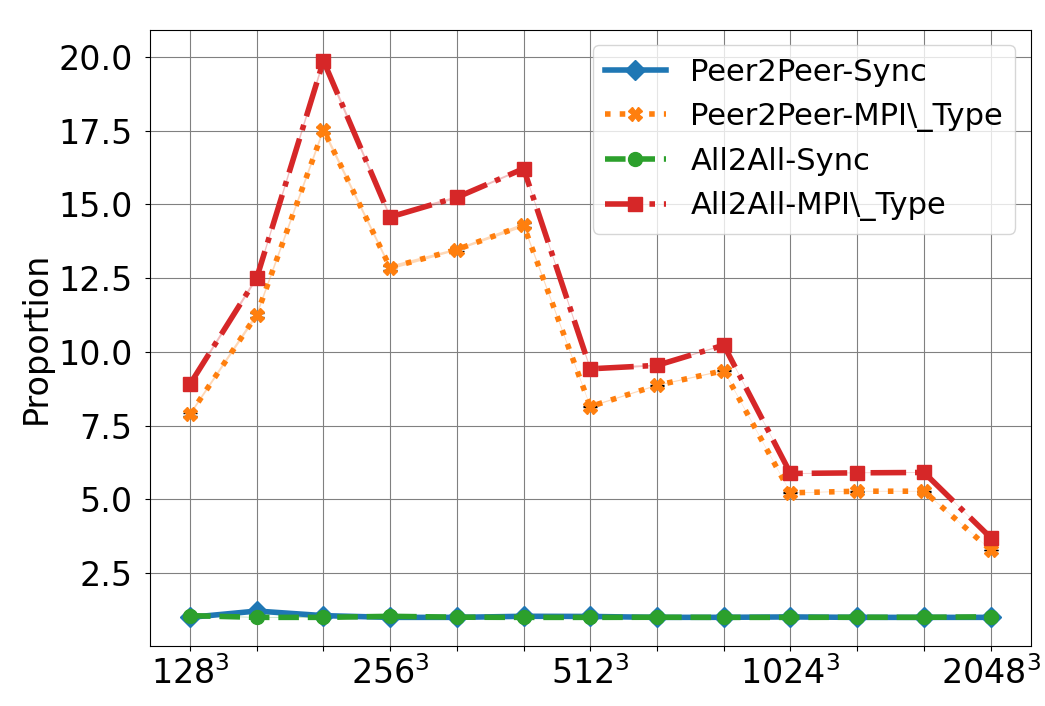 20.0
17.5
15.0
12.5
10.0
7.5
5.0
2.5
Proportion
Peer2Peer-Sync
Peer2Peer-MPI\_Type
All2All-Sync
All2All-MPI\_Type
128³ 256³ 512³ 1024³ 2048³